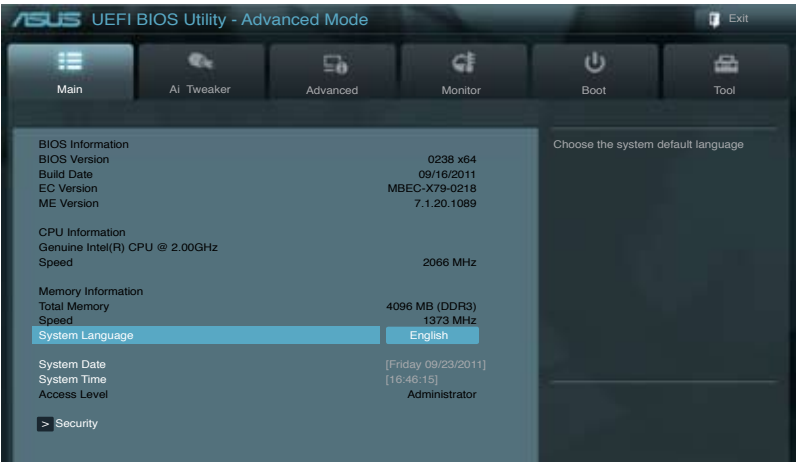 ASUS UEFI BIOS Utility - Advanced Mode
Exit
Main
Ai Tweaker
Advanced
Monitor
Boot
Tool
BIOS Information
BIOS Version 0238 x64
Build Date 09/16/2011
EC Version MBEC-X79-0218
ME Version 7.1.20.1089
CPU Information
Genuine Intel(R) CPU @ 2.00GHz
Speed 2066 MHz
Memory Information
Total Memory 4096 MB (DDR3)
Speed 1373 MHz
System Language English
System Date [Friday 09/23/2011]
System Time [16:46:15]
Access Level Administrator
> Security
Choose the system default language